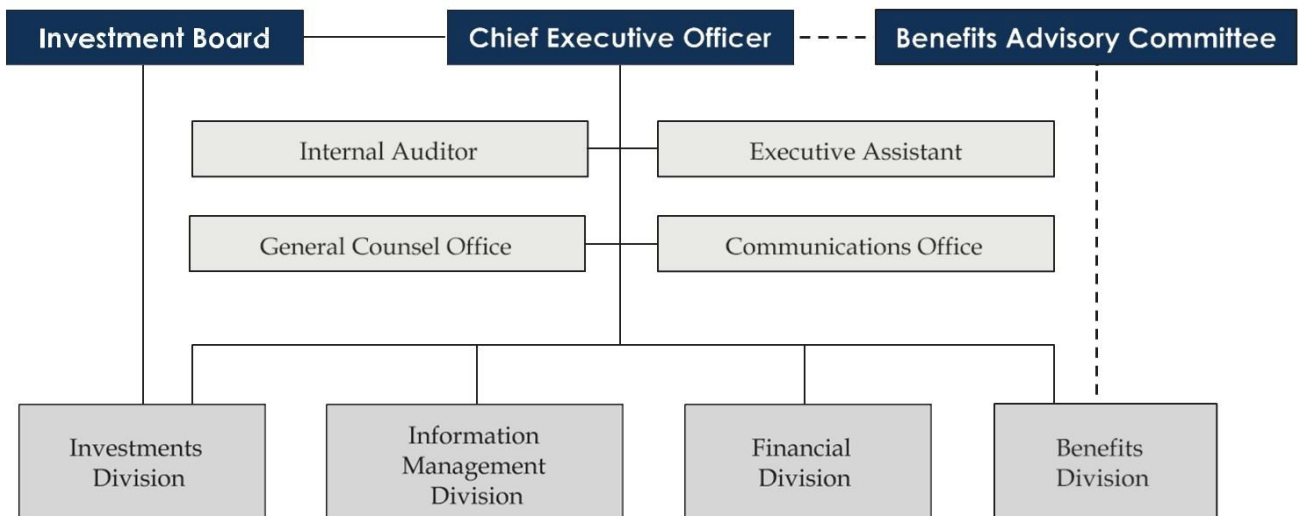 Investment Board
Chief Executive Officer
Benefits Advisory Committee
Internal Auditor
Executive Assistant
General Counsel Office
Communications Office
Investments
Division
Information
Management
Division
Financial
Division
Benefits
Division